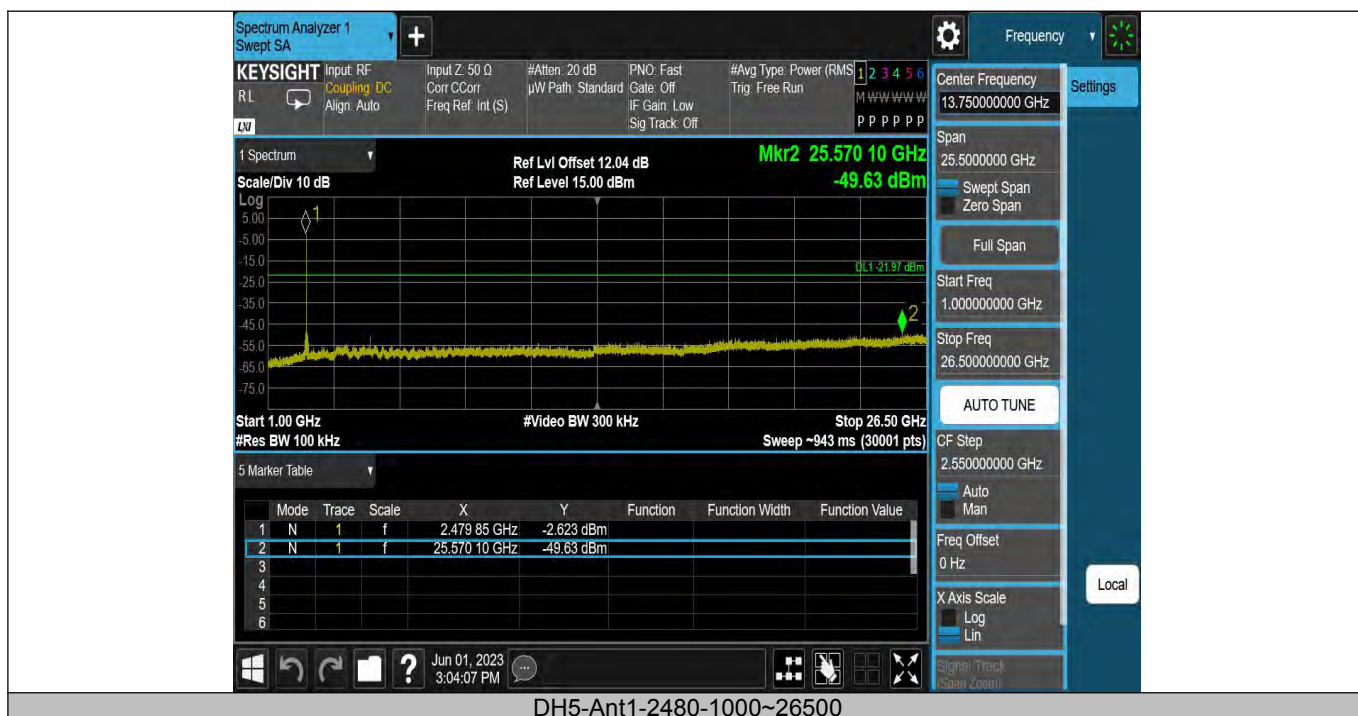 Spectrum Analyzer 1
Swept SA
Frequency
KEYSIGHT
RL
LXI
Input: RF
Coupling: DC
Align: Auto
Input Z: 50 Ω
Corr CCorr
Freq Ref: Int (S)
#Atten: 20 dB
µW Path: Standard
PNO: Fast
Gate: Off
IF Gain: Low
Sig Track: Off
#Avg Type: Power (RMS
Trig: Free Run
1 2 3 4 5 6
M W W W W W
P P P P P P
1 Spectrum
Scale/Div 10 dB
Ref Lvl Offset 12.04 dB
Ref Level 15.00 dBm
Mkr2 25.570 10 GHz
-49.63 dBm
Log
5.00
-5.00
-15.0
-25.0
-35.0
-45.0
-55.0
-65.0
-75.0
1
DL1 -21.97 dBm
2
Start 1.00 GHz
#Video BW 300 kHz
Stop 26.50 GHz
#Res BW 100 kHz
Sweep ~943 ms (30001 pts)
5 Marker Table
Mode Trace Scale X Y Function Function Width Function Value
1 N 1 f 2.479 85 GHz -2.623 dBm
2 N 1 f 25.570 10 GHz -49.63 dBm
3
4
5
6
Jun 01, 2023
3:04:07 PM
Center Frequency
13.750000000 GHz
Settings
Span
25.5000000 GHz
Swept Span
Zero Span
Full Span
Start Freq
1.000000000 GHz
Stop Freq
26.500000000 GHz
AUTO TUNE
CF Step
2.550000000 GHz
Auto
Man
Freq Offset
0 Hz
Local
X Axis Scale
Log
Lin
Signal Track
(Span Zoom)
DH5-Ant1-2480-1000~26500